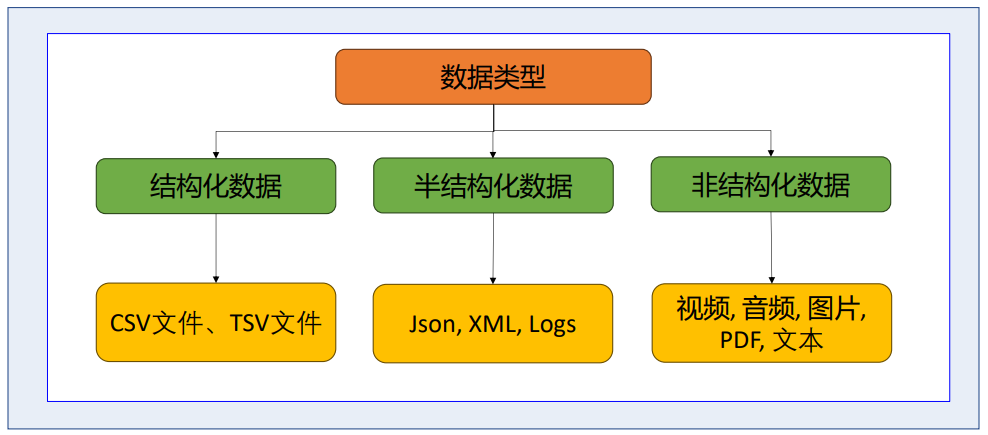 数据类型
结构化数据
半结构化数据
非结构化数据
CSV文件、TSV文件
Json, XML, Logs
视频, 音频, 图片,
PDF, 文本